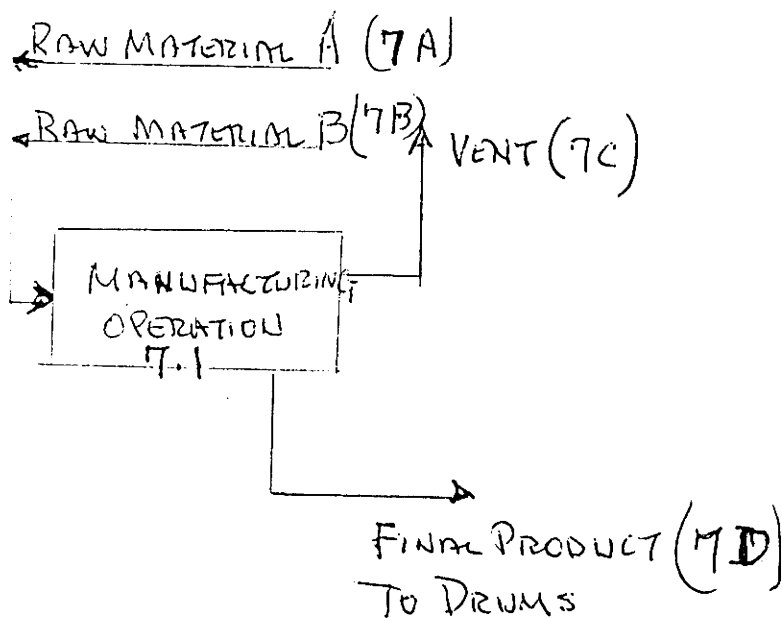 RAW MATERIAL A (7A)
RAW MATERIAL B (7B)
VENT (7C)
MANUFACTURING
OPERATION
7.1
FINAL PRODUCT (7D)
TO DRUMS